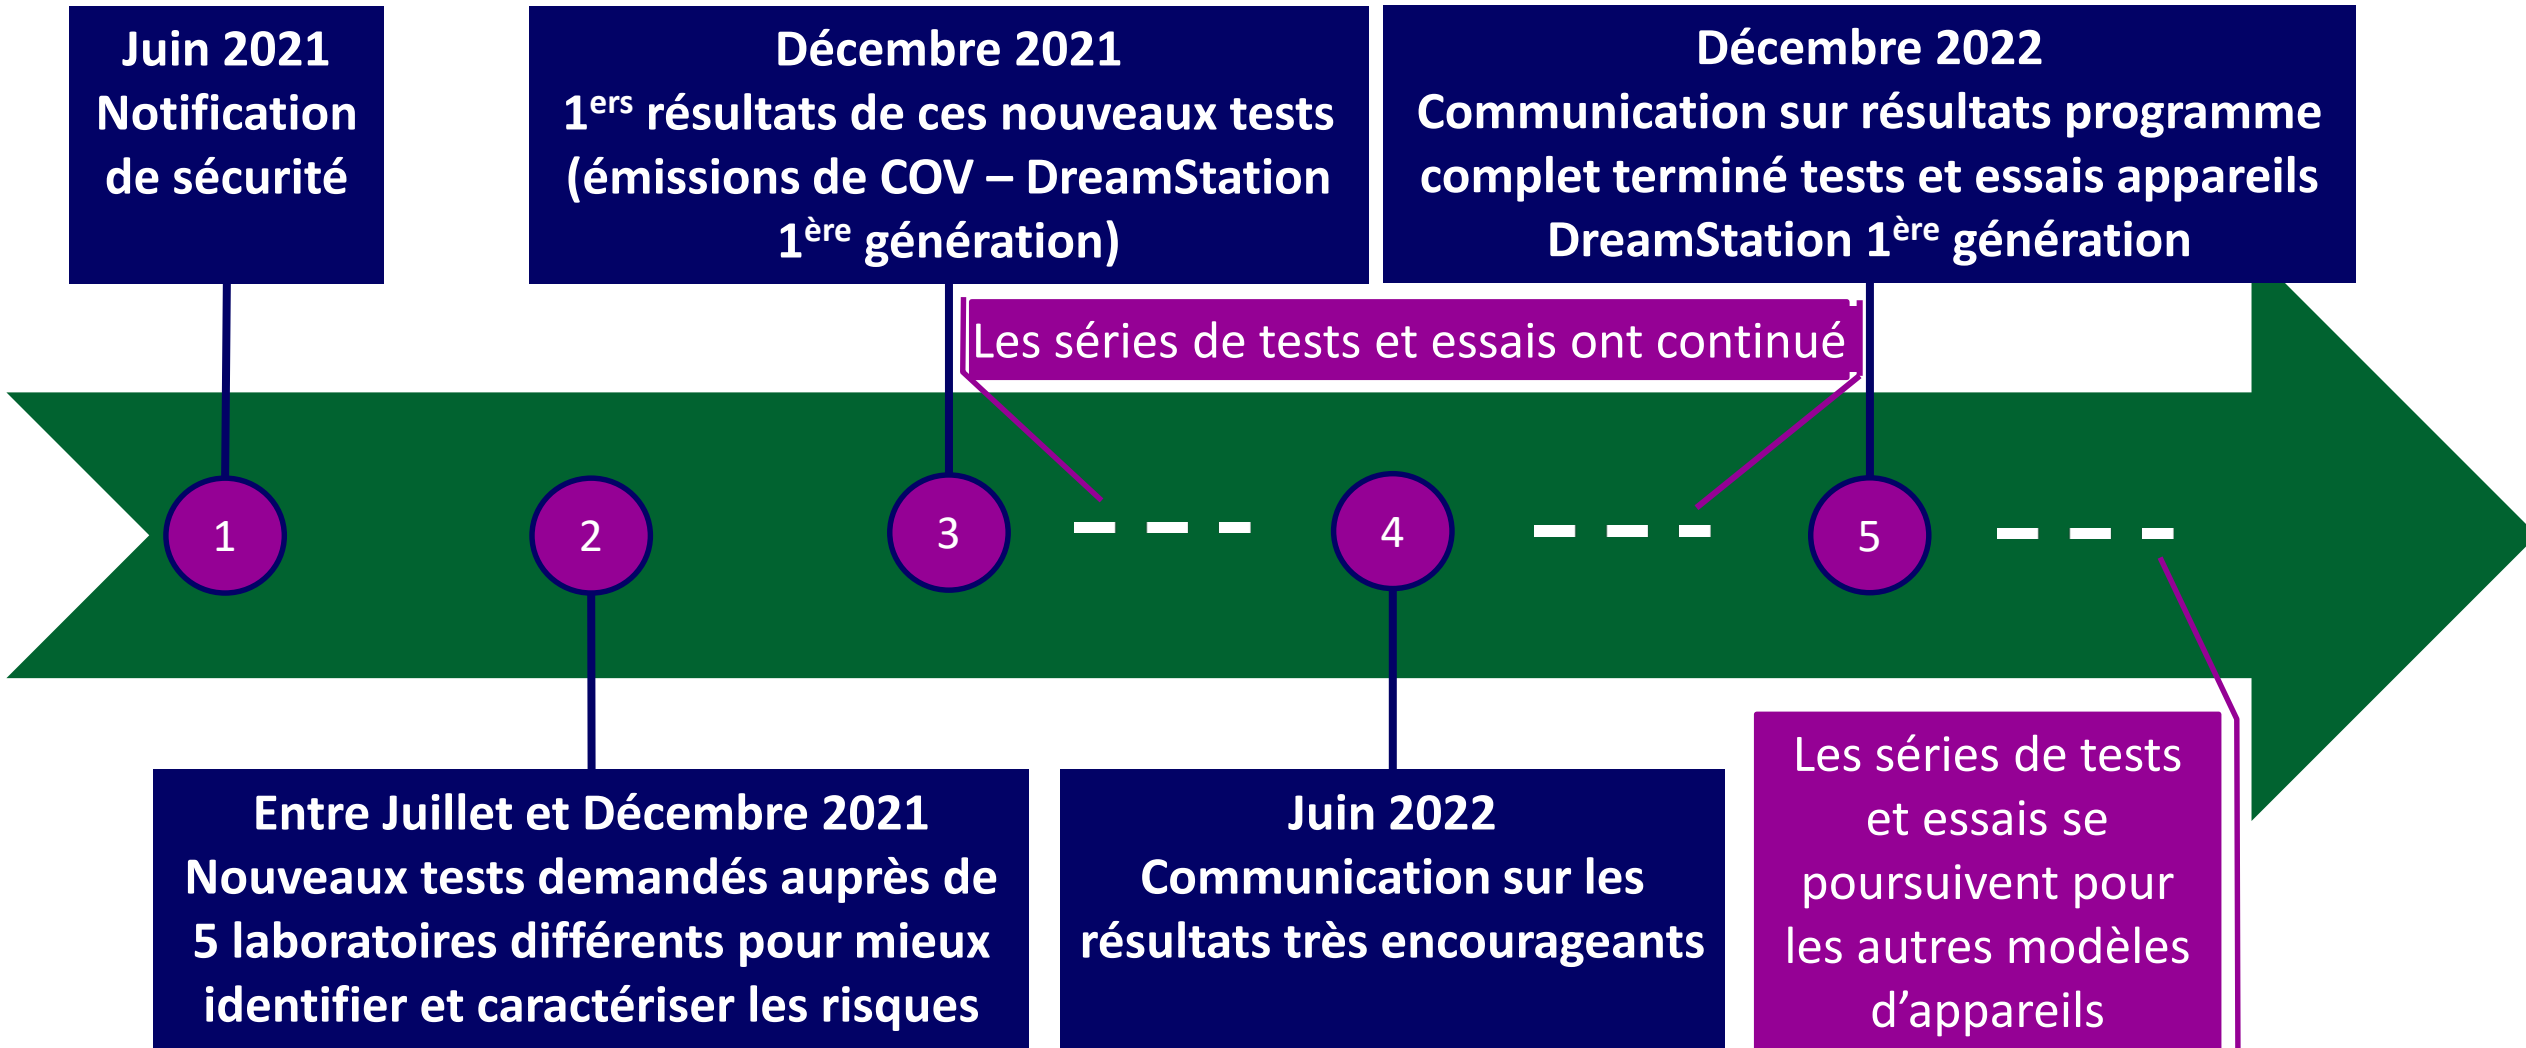 Juin 2021
Notification
de sécurité
Décembre 2021
1ers résultats de ces nouveaux tests
(émissions de COV – DreamStation
1ère génération)
Décembre 2022
Communication sur résultats programme
complet terminé tests et essais appareils
DreamStation 1ère génération
Les séries de tests et essais ont continué
1
2
3
4
5
Entre Juillet et Décembre 2021
Nouveaux tests demandés auprès de
5 laboratoires différents pour mieux
identifier et caractériser les risques
Juin 2022
Communication sur les
résultats très encourageants
Les séries de tests
et essais se
poursuivent pour
les autres modèles
d’appareils